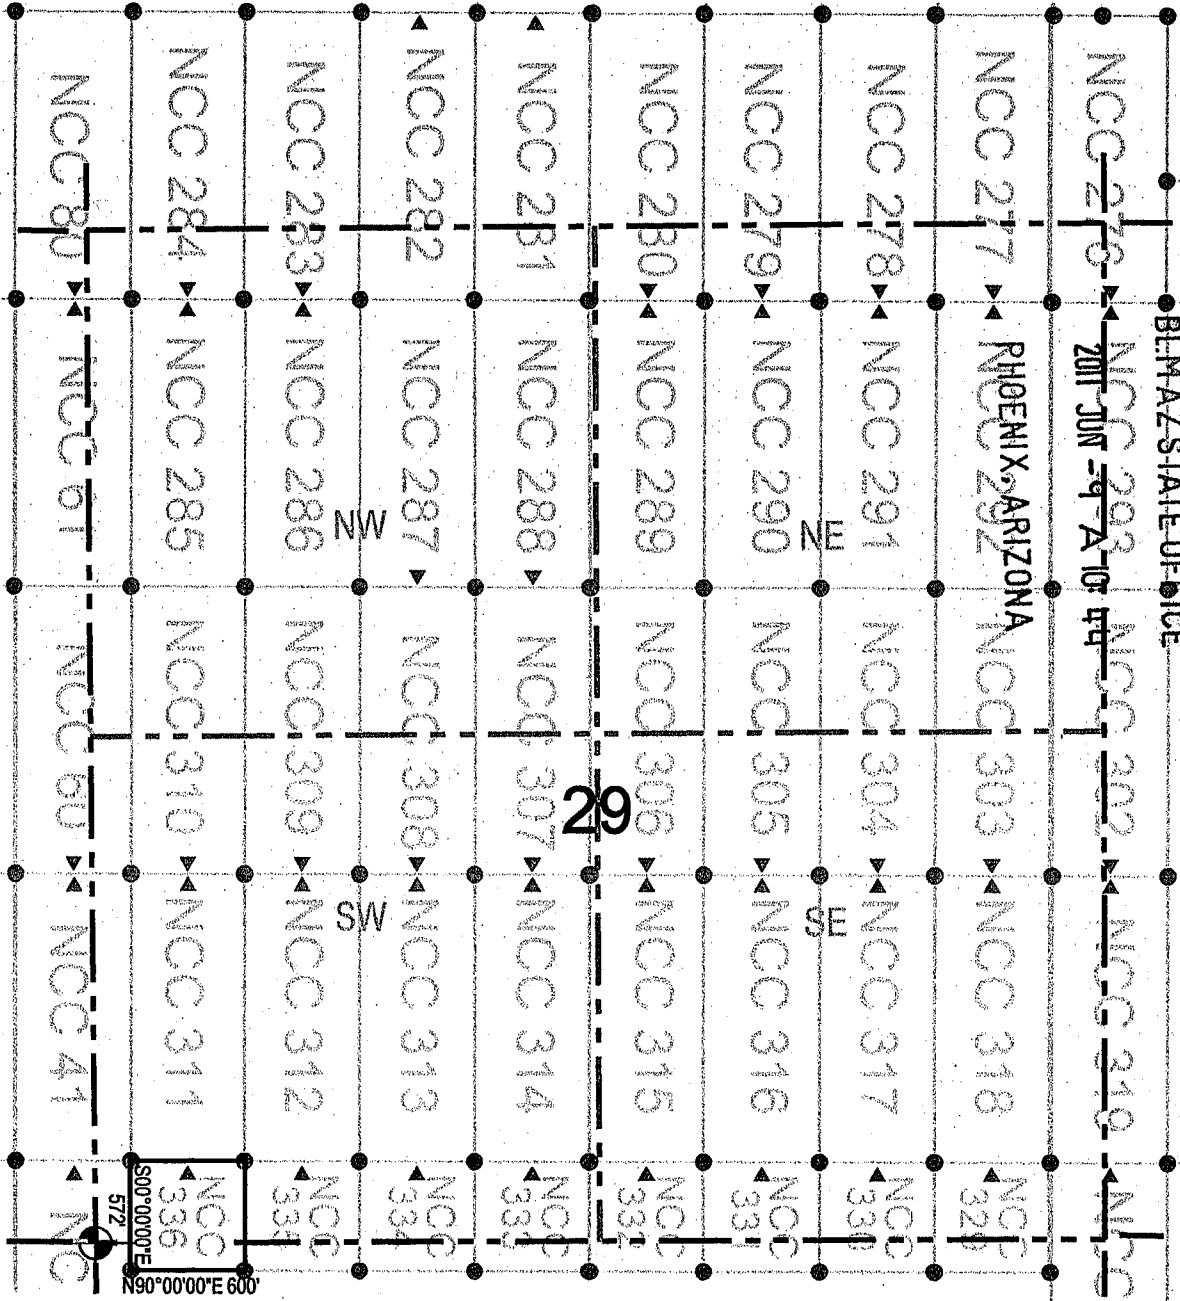 NCC 80
NCC 284
NCC 283
NCC 282
NCC 281
NCC 280
NCC 279
NCC 278
NCC 277
NCC 276
NCC 61
NCC 285
NCC 286
NCC 287
NCC 288
NCC 289
NCC 290
NCC 291
NCC 292
NCC 293
NW
NE
BLM AZ STATE OFFICE
2011 JUN -9 A 10: 44
PHOENIX, ARIZONA
NCC 60
NCC 310
NCC 309
NCC 308
NCC 307
NCC 306
NCC 305
NCC 304
NCC 303
NCC 302
29
SW
SE
NCC 41
NCC 311
NCC 312
NCC 313
NCC 314
NCC 315
NCC 316
NCC 317
NCC 318
NCC 319
NC
NCC 336
NCC 335
NCC 334
NCC 333
NCC 332
NCC 331
NCC 330
NCC 329
NCC
S00°00'00"E
572
N90°00'00"E 600'